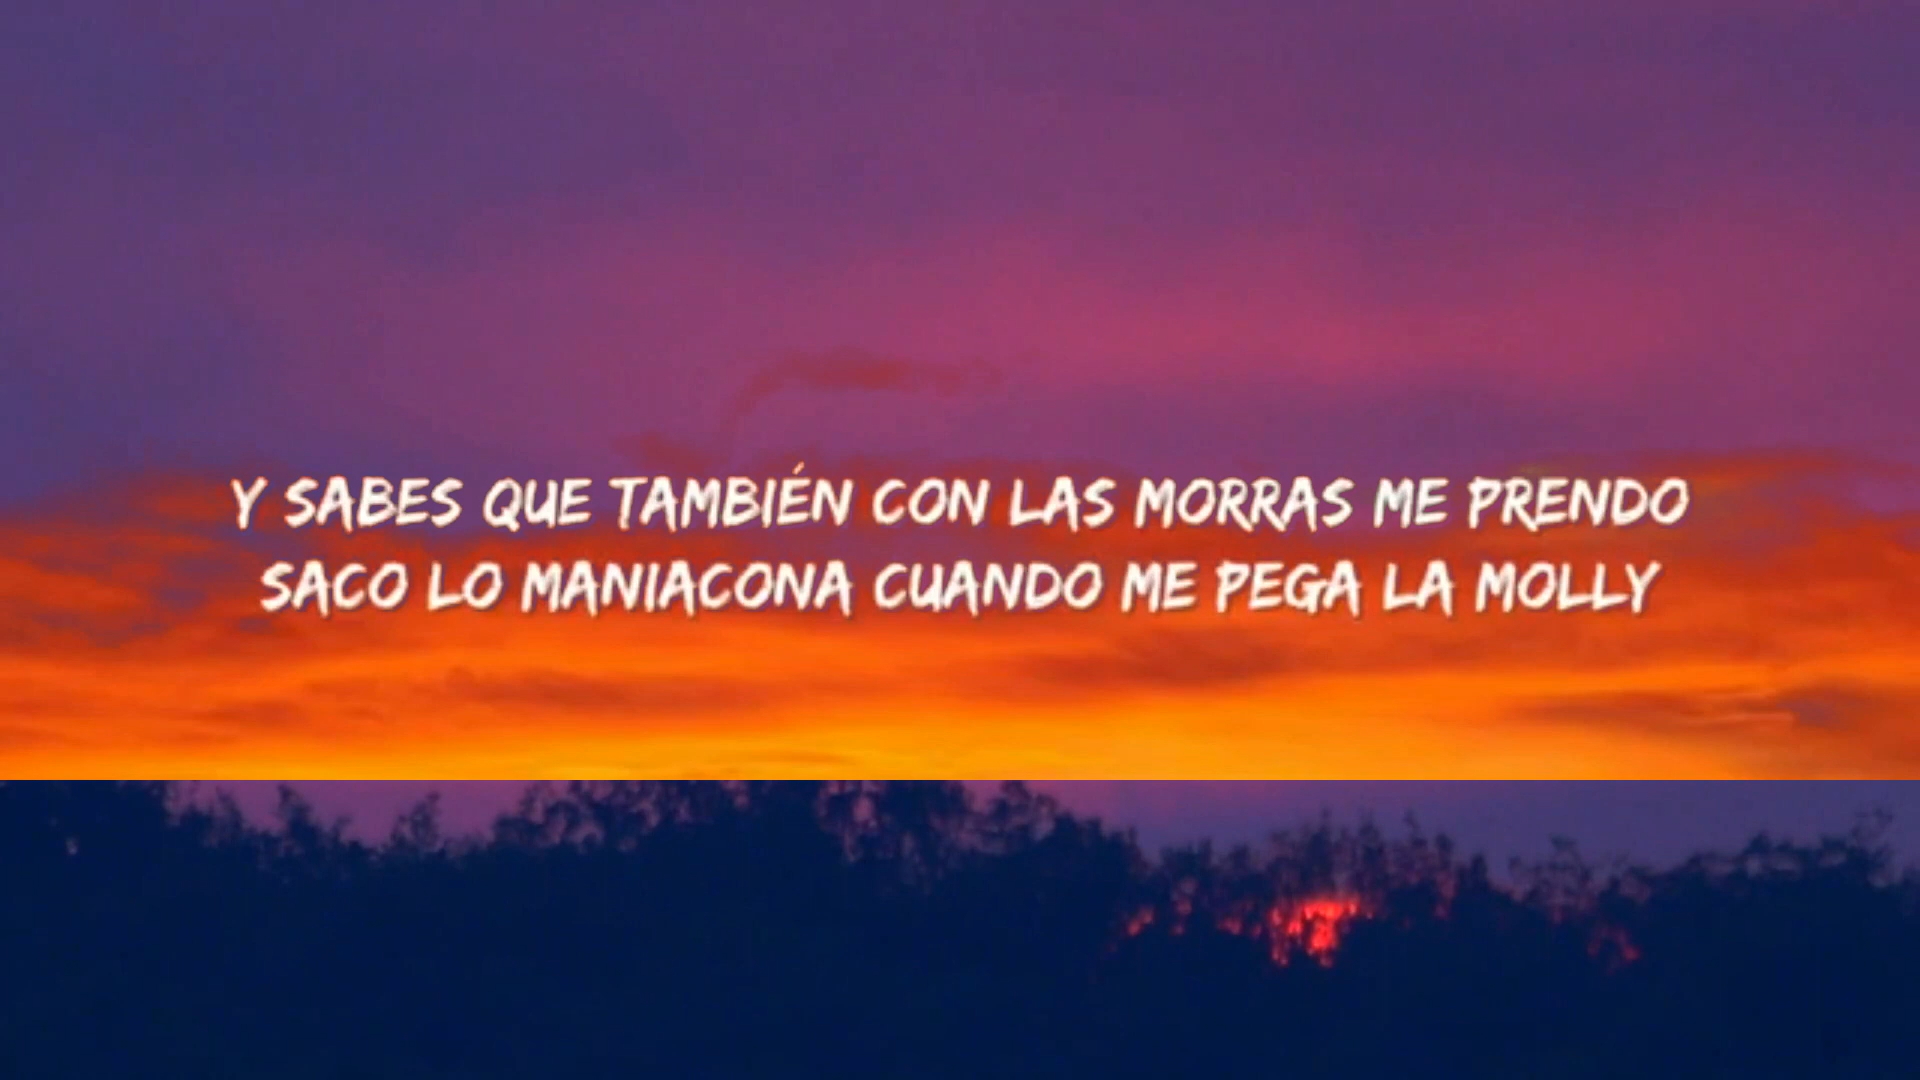 Y SABES QUE TAMBIÉN CON LAS MORRAS ME PRENDO
SACO LO MANIACONA CUANDO ME PEGA LA MOLLY